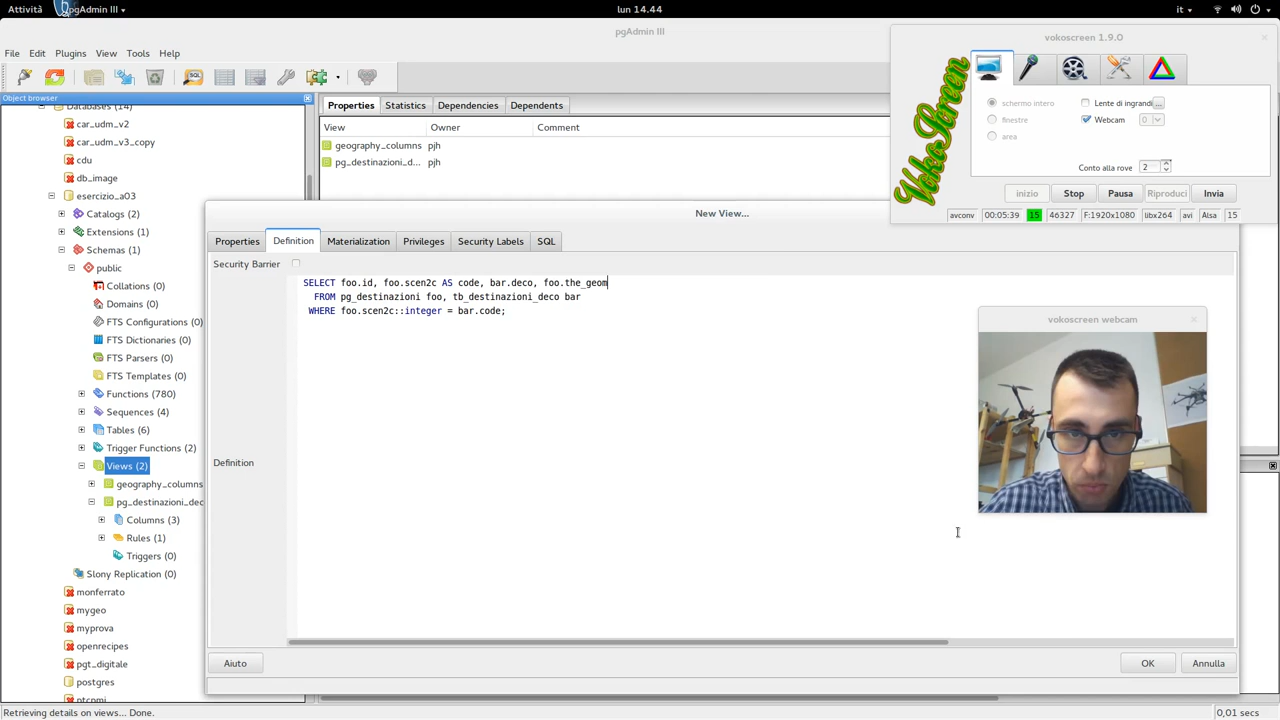 Attività
pgAdmin III
lun 14.44
it
pgAdmin III
File Edit Plugins View Tools Help
SQL
Object browser
Databases (14)
car_udm_v2
car_udm_v3_copy
cdu
db_image
esercizio_a03
Catalogs (2)
Extensions (1)
Schemas (1)
public
Collations (0)
Domains (0)
FTS Configurations (0)
FTS Dictionaries (0)
FTS Parsers (0)
FTS Templates (0)
Functions (780)
Sequences (4)
Tables (6)
Trigger Functions (2)
Views (2)
geography_columns
pg_destinazioni_dec
Columns (3)
Rules (1)
Triggers (0)
Slony Replication (0)
monferrato
mygeo
myprova
openrecipes
pgt_digitale
postgres
ptcpmi
Properties Statistics Dependencies Dependents
View Owner Comment
geography_columns pjh
pg_destinazioni_d... pjh
New View...
Properties Definition Materialization Privileges Security Labels SQL
Security Barrier
SELECT foo.id, foo.scen2c AS code, bar.deco, foo.the_geom
FROM pg_destinazioni foo, tb_destinazioni_deco bar
WHERE foo.scen2c::integer = bar.code;
Definition
Aiuto OK Annulla
vokoscreen 1.9.0
VokoScreen
schermo intero
finestre
area
Lente di ingrandi ...
Webcam 0
Conto alla rove 2
inizio Stop Pausa Riproduci Invia
avconv 00:05:39 15 46327 F:1920x1080 libx264 avi Alsa 15
vokoscreen webcam
Retrieving details on views... Done.
0,01 secs